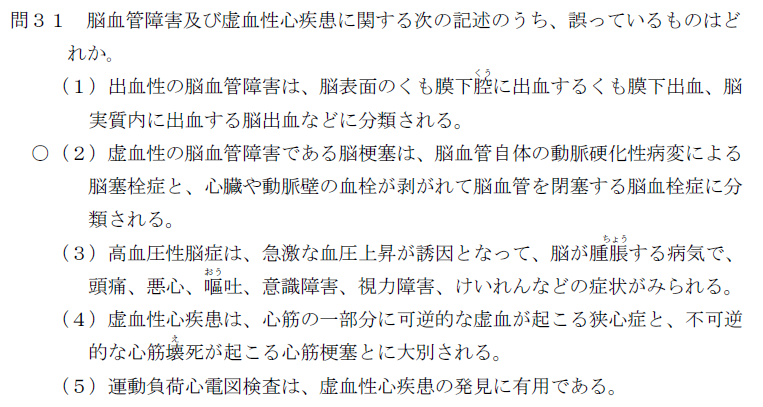 問31 脳血管障害及び虚血性心疾患に関する次の記述のうち、誤っているものはど
れか。
(1)出血性の脳血管障害は、脳表面のくも膜下腔に出血するくも膜下出血、脳
実質内に出血する脳出血などに分類される。
○(2)虚血性の脳血管障害である脳梗塞は、脳血管自体の動脈硬化性病変による
脳塞栓症と、心臓や動脈壁の血栓が剥がれて脳血管を閉塞する脳血栓症に分
類される。
(3)高血圧性脳症は、急激な血圧上昇が誘因となって、脳が腫脹する病気で、
頭痛、悪心、嘔吐、意識障害、視力障害、けいれんなどの症状がみられる。
(4)虚血性心疾患は、心筋の一部分に可逆的な虚血が起こる狭心症と、不可逆
的な心筋壊死が起こる心筋梗塞とに大別される。
(5)運動負荷心電図検査は、虚血性心疾患の発見に有用である。